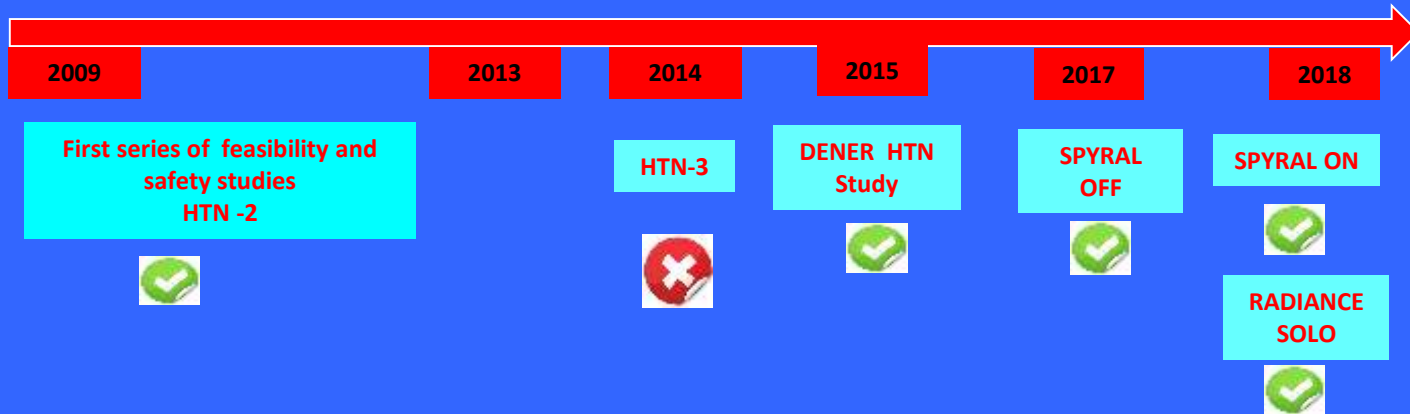 2009
2013
2014
2015
2017
2018
First series of feasibility and
safety studies
HTN -2
HTN-3
DENER HTN
Study
SPYRAL
OFF
SPYRAL ON
RADIANCE
SOLO